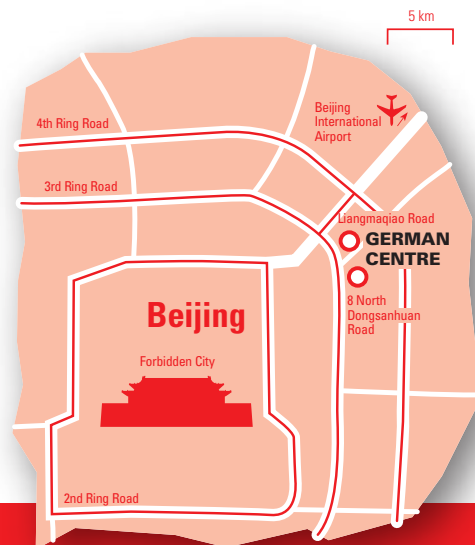 5 km
4th Ring Road
Beijing
International
Airport
3rd Ring Road
Liangmaqiao Road
GERMAN
CENTRE
8 North
Dongsanhuan
Road
Beijing
Forbidden City
2nd Ring Road